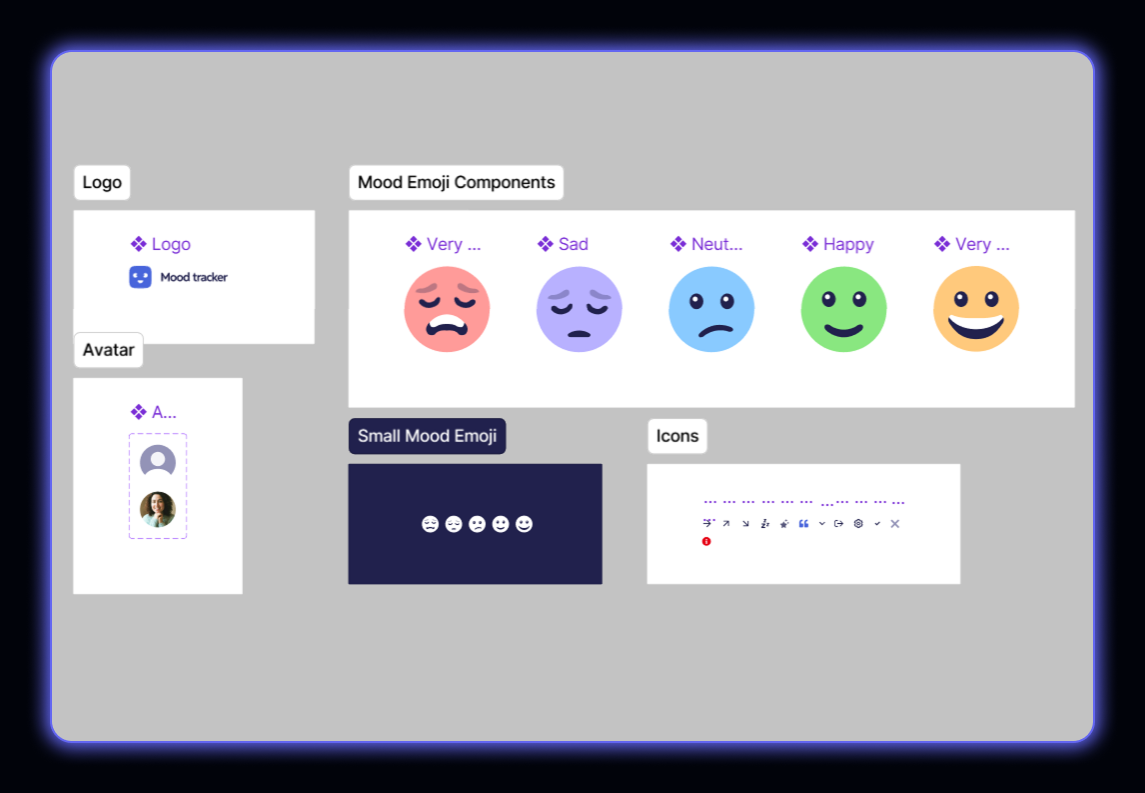 Logo
Logo
Mood tracker
Avatar
A...
Mood Emoji Components
Very ...
Sad
Neut...
Happy
Very ...
Small Mood Emoji
Icons
... ... ... ... ... ... ... ... ... ... ...